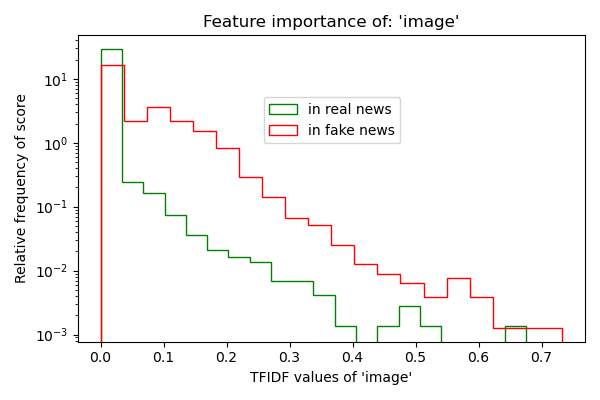 Feature importance of: 'image'
in real news
in fake news
Relative frequency of score
10¹
10⁰
10⁻¹
10⁻²
10⁻³
0.0 0.1 0.2 0.3 0.4 0.5 0.6 0.7
TFIDF values of 'image'